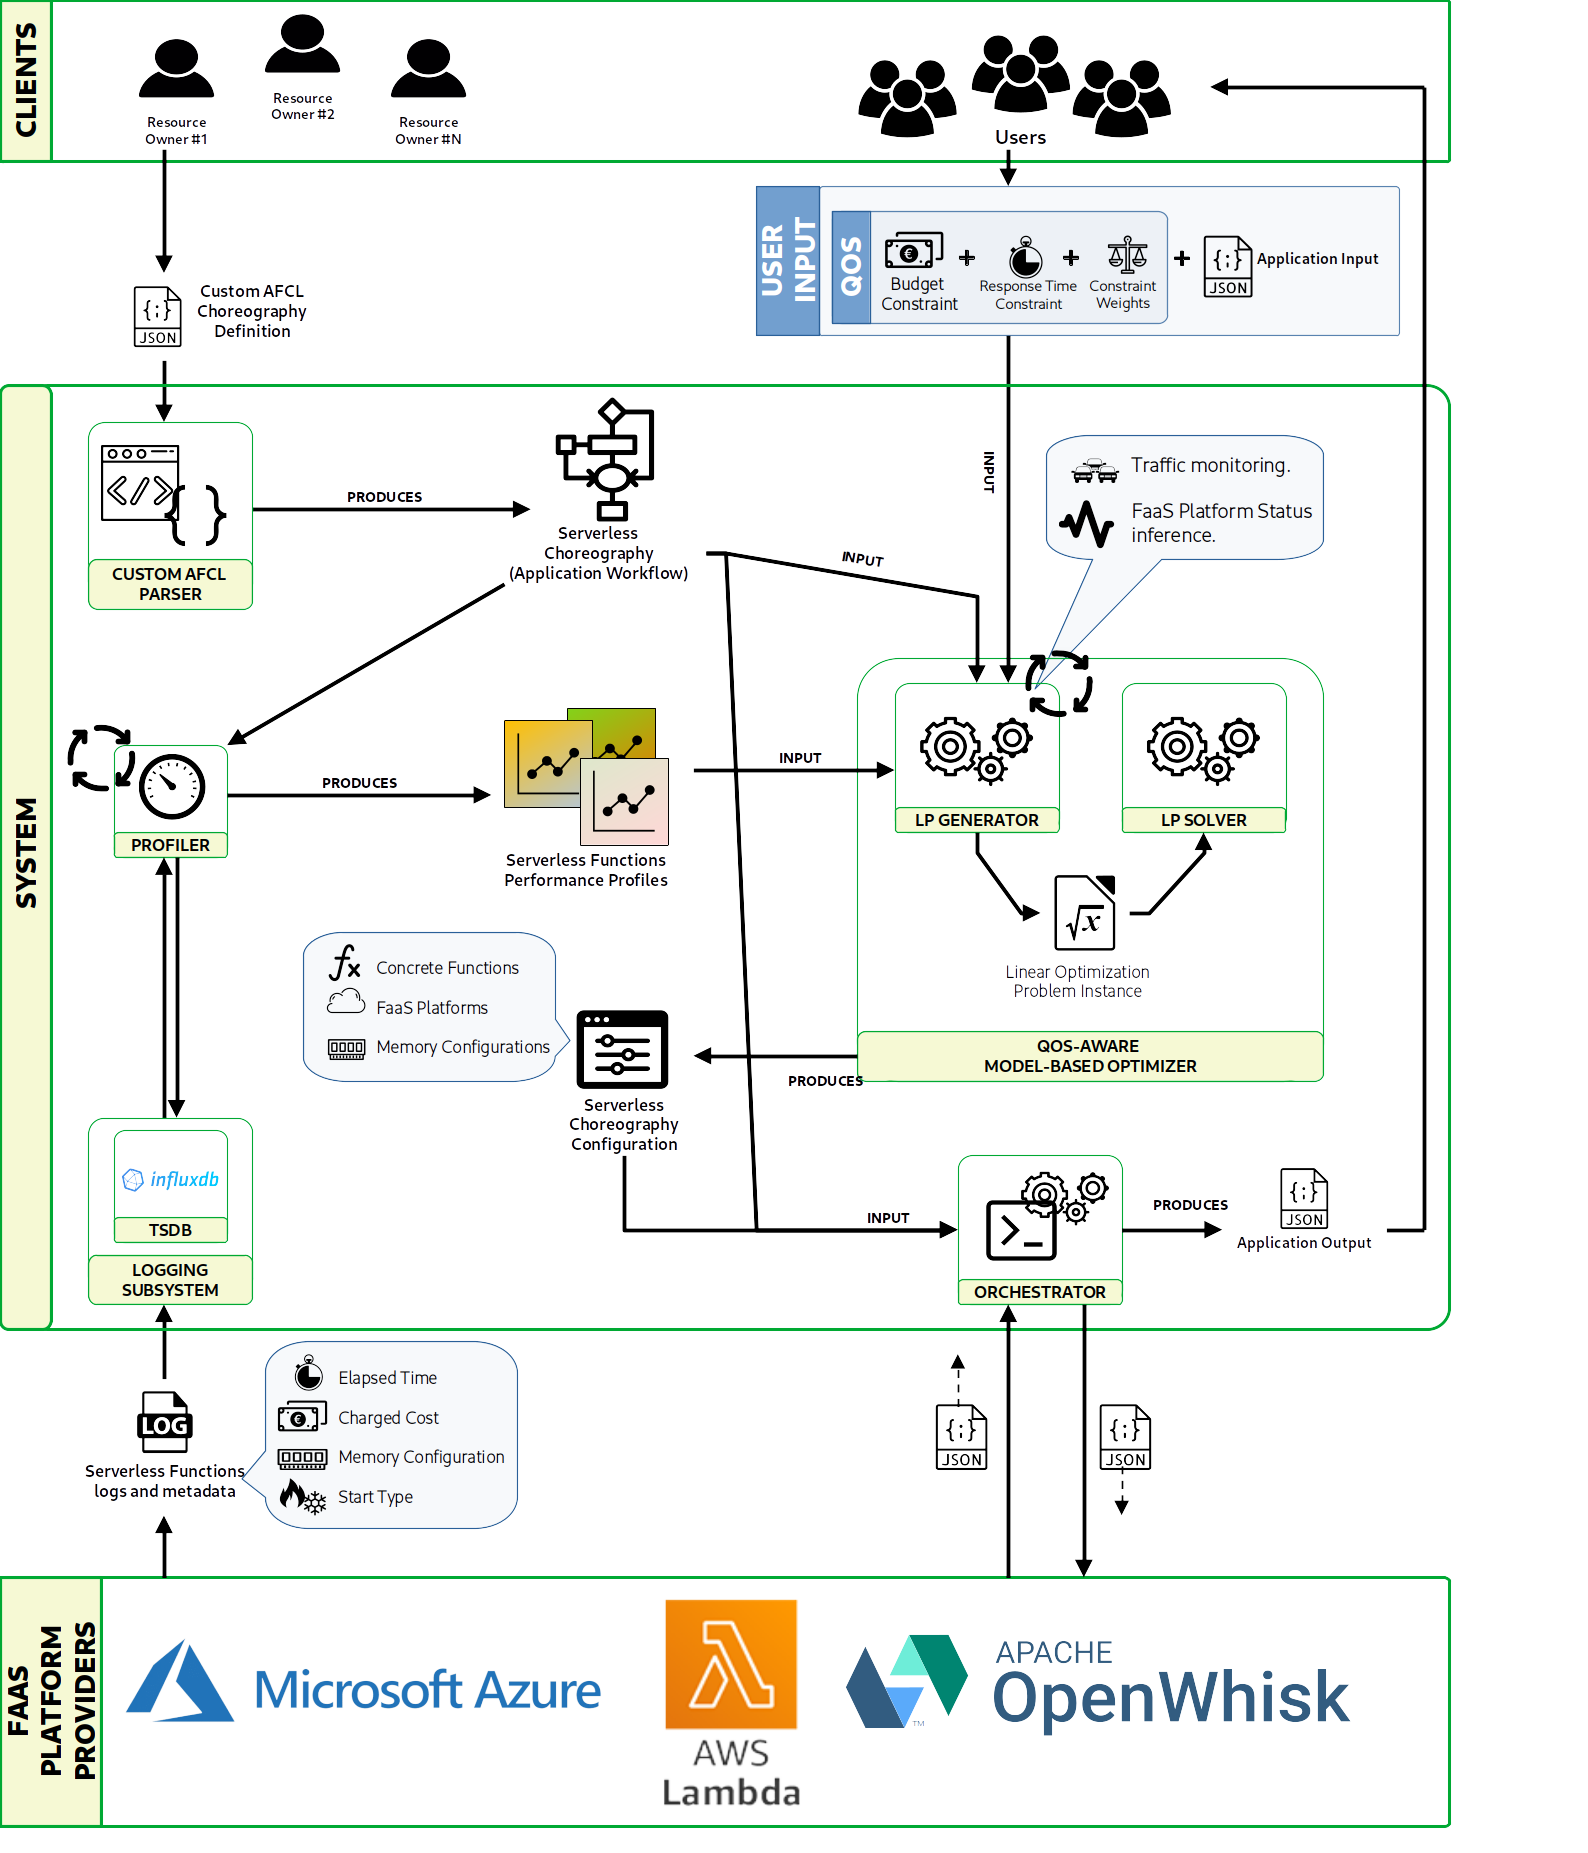 CLIENTS
Resource
Owner #1
Resource
Owner #2
Resource
Owner #N
Users
USER
INPUT
QOS
€
Budget
Constraint
+
Response Time
Constraint
+
Constraint
Weights
+
{;}
JSON
Application Input
{;}
JSON
Custom AFCL
Choreography
Definition
SYSTEM
</>
{ }
CUSTOM AFCL
PARSER
PRODUCES
Serverless
Choreography
(Application Workflow)
INPUT
INPUT
Traffic monitoring.
FaaS Platform Status
inference.
PROFILER
PRODUCES
Serverless Functions
Performance Profiles
INPUT
LP GENERATOR
LP SOLVER
√x
Linear Optimization
Problem Instance
QOS-AWARE
MODEL-BASED OPTIMIZER
PRODUCES
fx
Concrete Functions
FaaS Platforms
Memory Configurations
Serverless
Choreography
Configuration
influxdb
TSDB
LOGGING
SUBSYSTEM
INPUT
>_
ORCHESTRATOR
PRODUCES
{;}
JSON
Application Output
LOG
Serverless Functions
logs and metadata
Elapsed Time
€
Charged Cost
Memory Configuration
Start Type
{;}
JSON
{;}
JSON
FAAS
PLATFORM
PROVIDERS
Microsoft Azure
AWS
Lambda
APACHE
OpenWhisk
TM